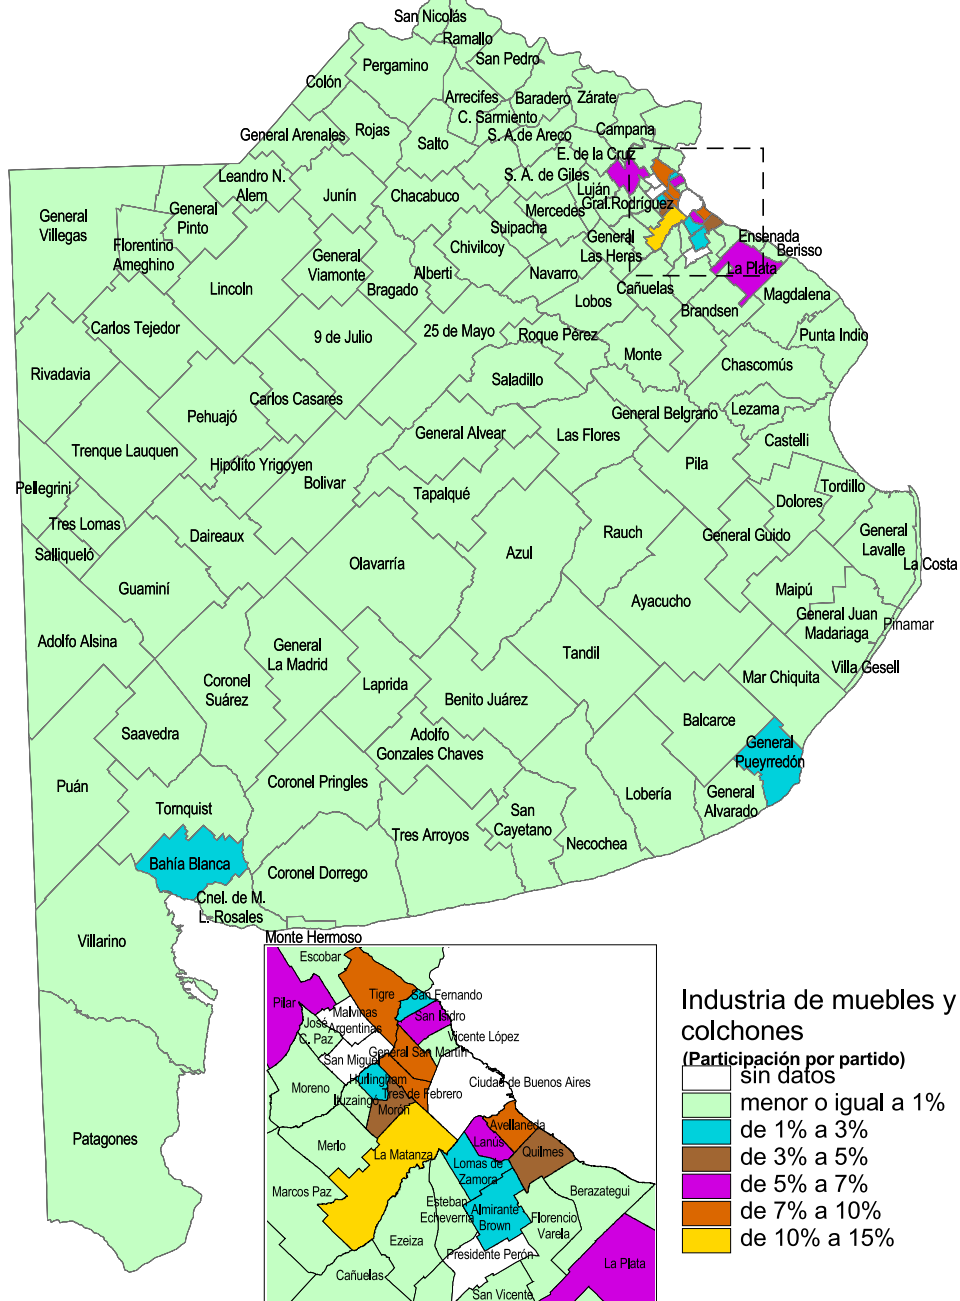 San Nicolás
Ramallo
San Pedro
Pergamino
Colón
Arrecifes
Baradero
Zárate
C. Sarmiento
General Arenales
Rojas
Salto
S. A. de Areco
Campana
E. de la Cruz
Leandro N.
Alem
S. A. de Giles
Luján
General
Villegas
General
Pinto
Junín
Chacabuco
Mercedes
Gral.Rodríguez
Suipacha
Florentino
Ameghino
General
Viamonte
Chivilcoy
General
Las Heras
Ensenada
Berisso
Alberti
Navarro
La Plata
Lincoln
Bragado
Cañuelas
Lobos
Magdalena
Brandsen
Carlos Tejedor
9 de Julio
25 de Mayo
Roque Pérez
Punta Indio
Monte
Chascomús
Rivadavia
Saladillo
Carlos Casares
Pehuajó
General Belgrano
Lezama
General Alvear
Las Flores
Castelli
Trenque Lauquen
Hipólito Yrigoyen
Pila
Bolivar
Pellegrini
Tapalqué
Tordillo
Dolores
Tres Lomas
Daireaux
Rauch
General Guido
General
Lavalle
Salliqueló
Azul
Olavarría
La Costa
Guaminí
Maipú
Ayacucho
General Juan
Madariaga
Pinamar
Adolfo Alsina
General
La Madrid
Tandil
Villa Gesell
Coronel
Suárez
Laprida
Mar Chiquita
Benito Juárez
Saavedra
Adolfo
Gonzales Chaves
Balcarce
General
Pueyrredón
Puán
Coronel Pringles
General
Alvarado
Lobería
Tornquist
San
Cayetano
Tres Arroyos
Necochea
Bahía Blanca
Coronel Dorrego
Cnel. de M.
L. Rosales
Villarino
Monte Hermoso
Patagones
Escobar
Pilar
Tigre
San Fernando
Malvinas
Argentinas
San Isidro
José
C. Paz
Vicente López
San Miguel
General San Martín
Moreno
Hurlingham
Ciudad de Buenos Aires
Ituzaingó
Tres de Febrero
Morón
Avellaneda
Merlo
La Matanza
Lanús
Quilmes
Lomas de
Zamora
Marcos Paz
Berazategui
Esteban
Echeverría
Almirante
Brown
Florencio
Varela
Ezeiza
Presidente Perón
La Plata
Cañuelas
San Vicente
Industria de muebles y
colchones
(Participación por partido)
sin datos
menor o igual a 1%
de 1% a 3%
de 3% a 5%
de 5% a 7%
de 7% a 10%
de 10% a 15%